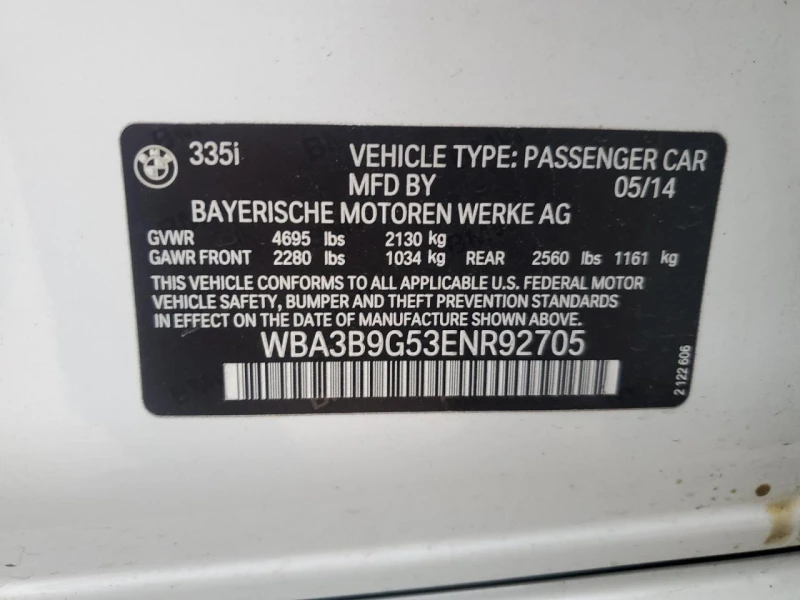 BMW 335i VEHICLE TYPE: PASSENGER CAR
MFD BY 05/14
BAYERISCHE MOTOREN WERKE AG
GVWR 4695 lbs 2130 kg
GAWR FRONT 2280 lbs 1034 kg REAR 2560 lbs 1161 kg
THIS VEHICLE CONFORMS TO ALL APPLICABLE U.S. FEDERAL MOTOR
VEHICLE SAFETY, BUMPER AND THEFT PREVENTION STANDARDS
IN EFFECT ON THE DATE OF MANUFACTURE SHOWN ABOVE.
WBA3B9G53ENR92705
2 122 606